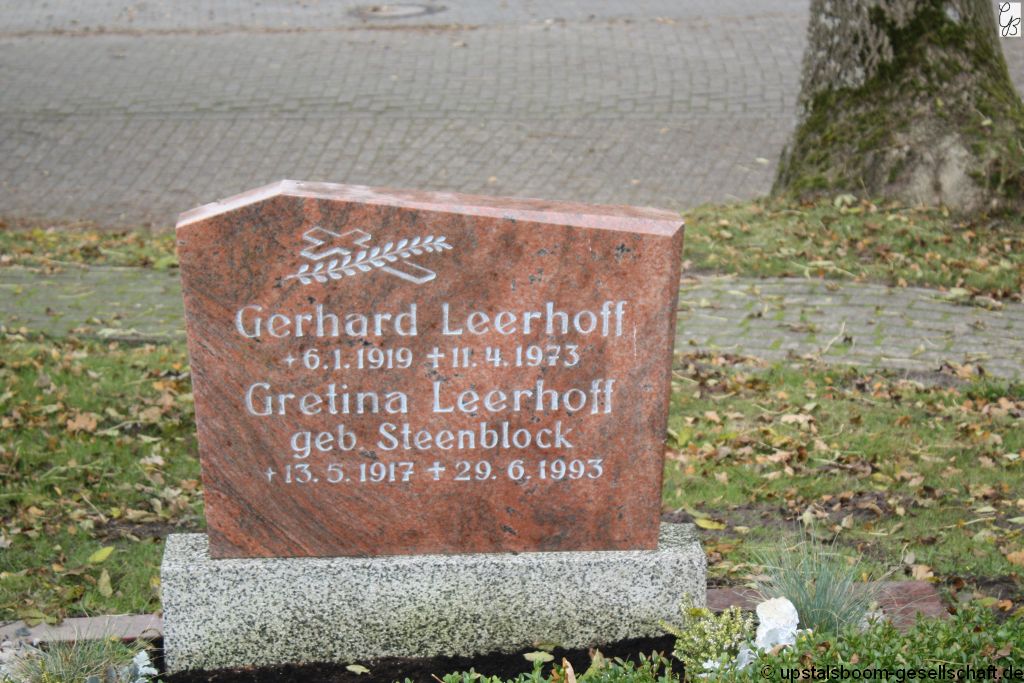 Gerhard Leerhoff
* 6.1.1919 † 11.4.1973
Gretina Leerhoff
geb. Steenblock
* 13.5.1917 † 29.6.1993
© upstalsboom-gesellschaft.de